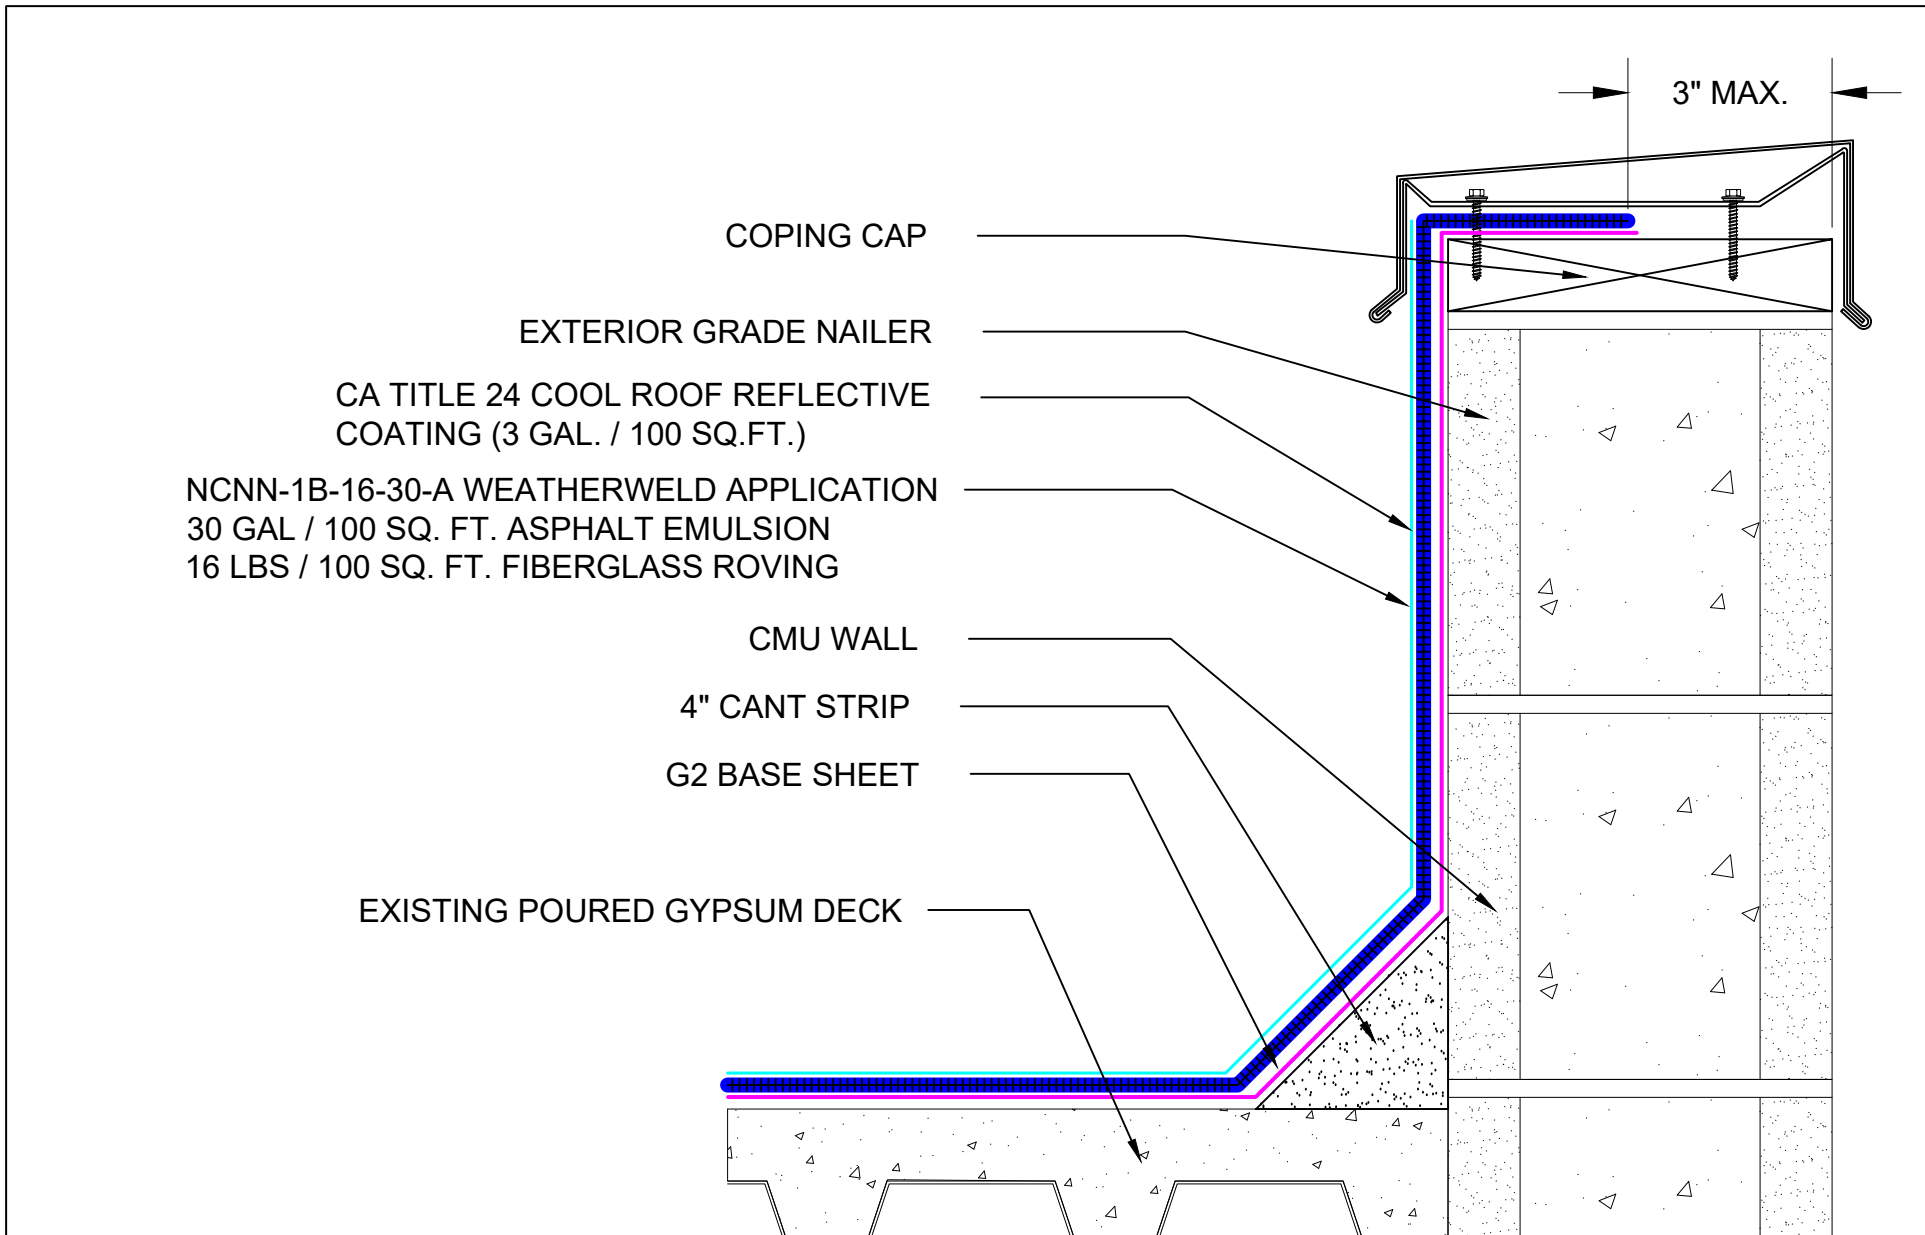 3" MAX.
COPING CAP
EXTERIOR GRADE NAILER
CA TITLE 24 COOL ROOF REFLECTIVE
COATING (3 GAL. / 100 SQ.FT.)
NCNN-1B-16-30-A WEATHERWELD APPLICATION
30 GAL / 100 SQ. FT. ASPHALT EMULSION
16 LBS / 100 SQ. FT. FIBERGLASS ROVING
CMU WALL
4" CANT STRIP
G2 BASE SHEET
EXISTING POURED GYPSUM DECK